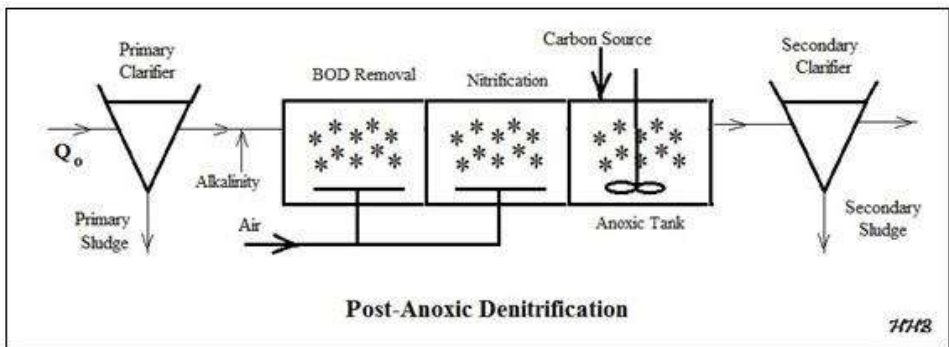 Carbon Source
Primary
Clarifier
BOD Removal
Nitrification
Secondary
Clarifier
Qo
Alkalinity
Primary
Sludge
Air
Anoxic Tank
Secondary
Sludge
Post-Anoxic Denitrification
HHB